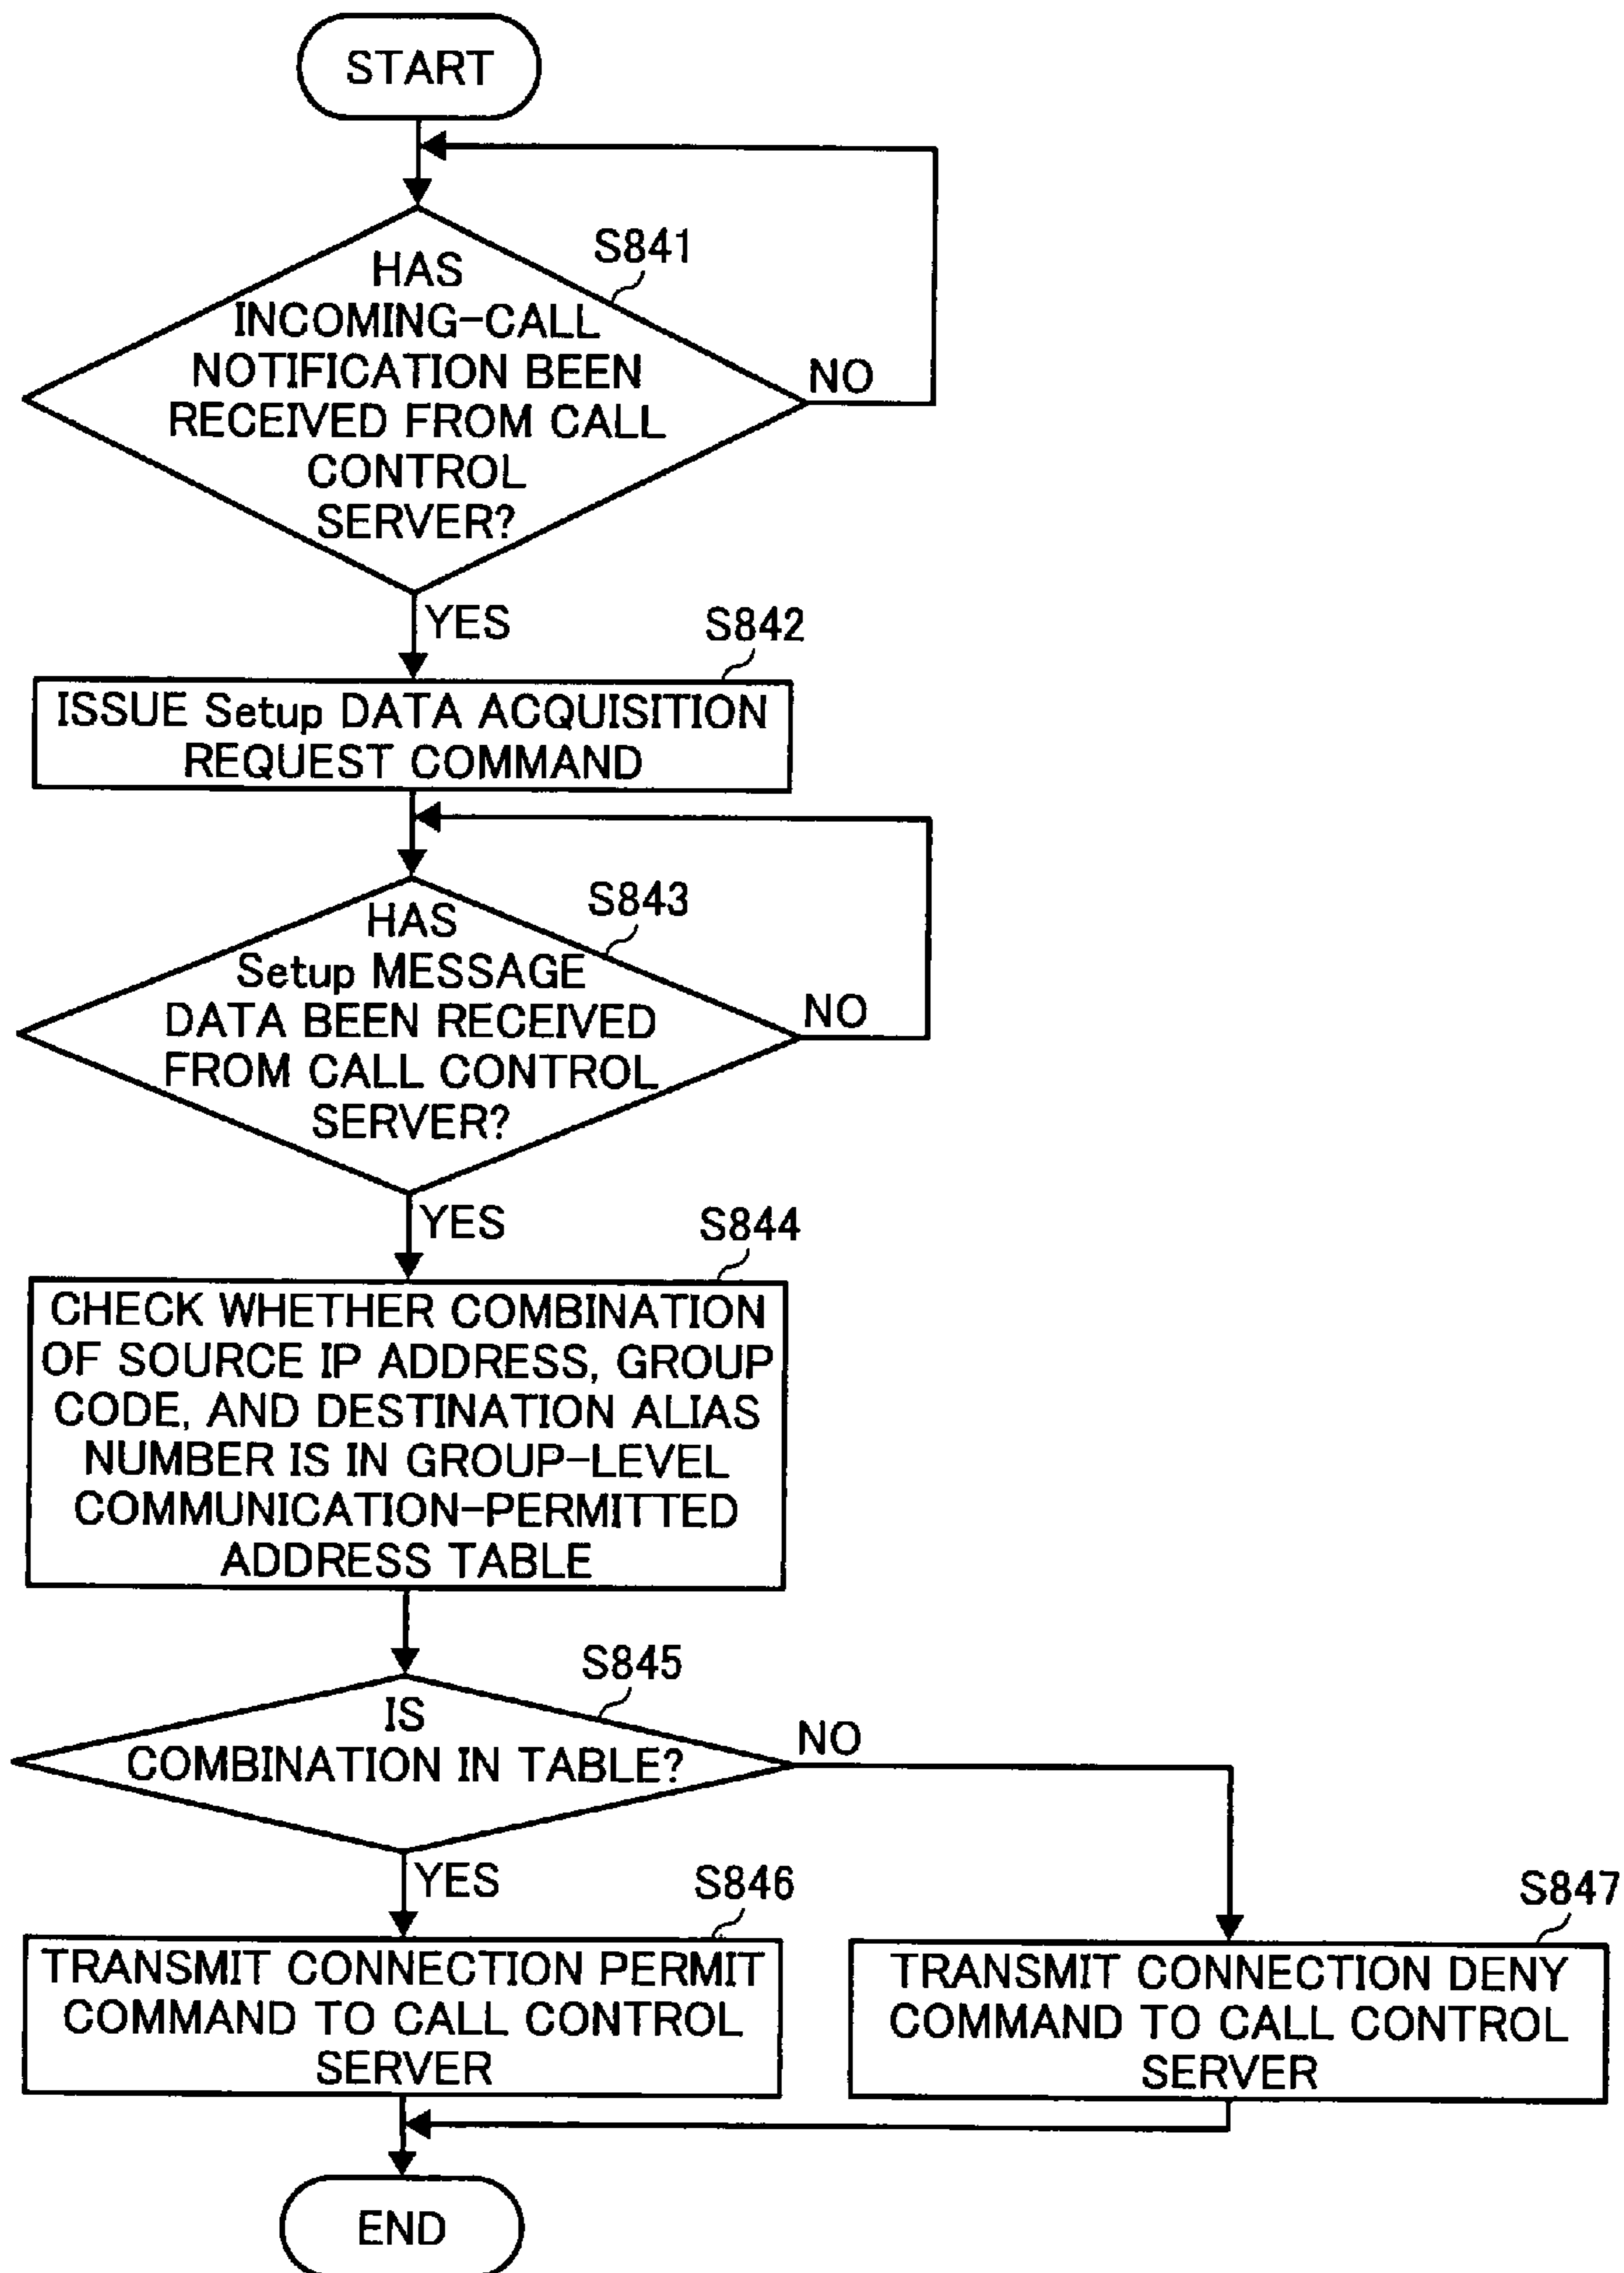 START
S841
HAS
INCOMING-CALL
NOTIFICATION BEEN
RECEIVED FROM CALL
CONTROL
SERVER?
NO
YES
S842
ISSUE Setup DATA ACQUISITION
REQUEST COMMAND
S843
HAS
Setup MESSAGE
DATA BEEN RECEIVED
FROM CALL CONTROL
SERVER?
NO
YES
S844
CHECK WHETHER COMBINATION
OF SOURCE IP ADDRESS, GROUP
CODE, AND DESTINATION ALIAS
NUMBER IS IN GROUP-LEVEL
COMMUNICATION-PERMITTED
ADDRESS TABLE
S845
IS
COMBINATION IN TABLE?
NO
YES
S846
TRANSMIT CONNECTION PERMIT
COMMAND TO CALL CONTROL
SERVER
S847
TRANSMIT CONNECTION DENY
COMMAND TO CALL CONTROL
SERVER
END